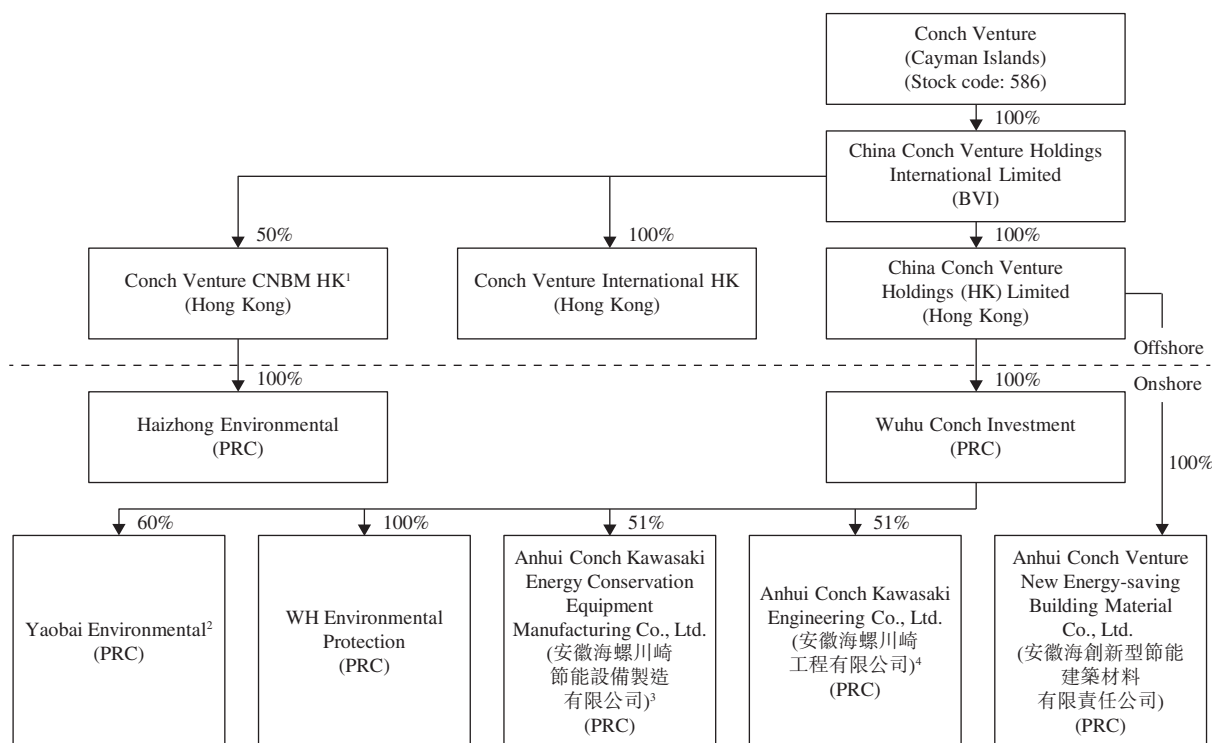 Conch Venture
(Cayman Islands)
(Stock code: 586)
100%
China Conch Venture Holdings
International Limited
(BVI)
50%
100%
100%
Conch Venture CNBM HK¹
(Hong Kong)
Conch Venture International HK
(Hong Kong)
China Conch Venture
Holdings (HK) Limited
(Hong Kong)
Offshore
Onshore
100%
100%
Haizhong Environmental
(PRC)
Wuhu Conch Investment
(PRC)
100%
60%
100%
51%
51%
Yaobai Environmental²
(PRC)
WH Environmental
Protection
(PRC)
Anhui Conch Kawasaki
Energy Conservation
Equipment
Manufacturing Co., Ltd.
(安徽海螺川崎
節能設備製造
有限公司)³
(PRC)
Anhui Conch Kawasaki
Engineering Co., Ltd.
(安徽海螺川崎
工程有限公司)⁴
(PRC)
Anhui Conch Venture
New Energy-saving
Building Material
Co., Ltd.
(安徽海創新型節能
建築材料
有限責任公司)
(PRC)